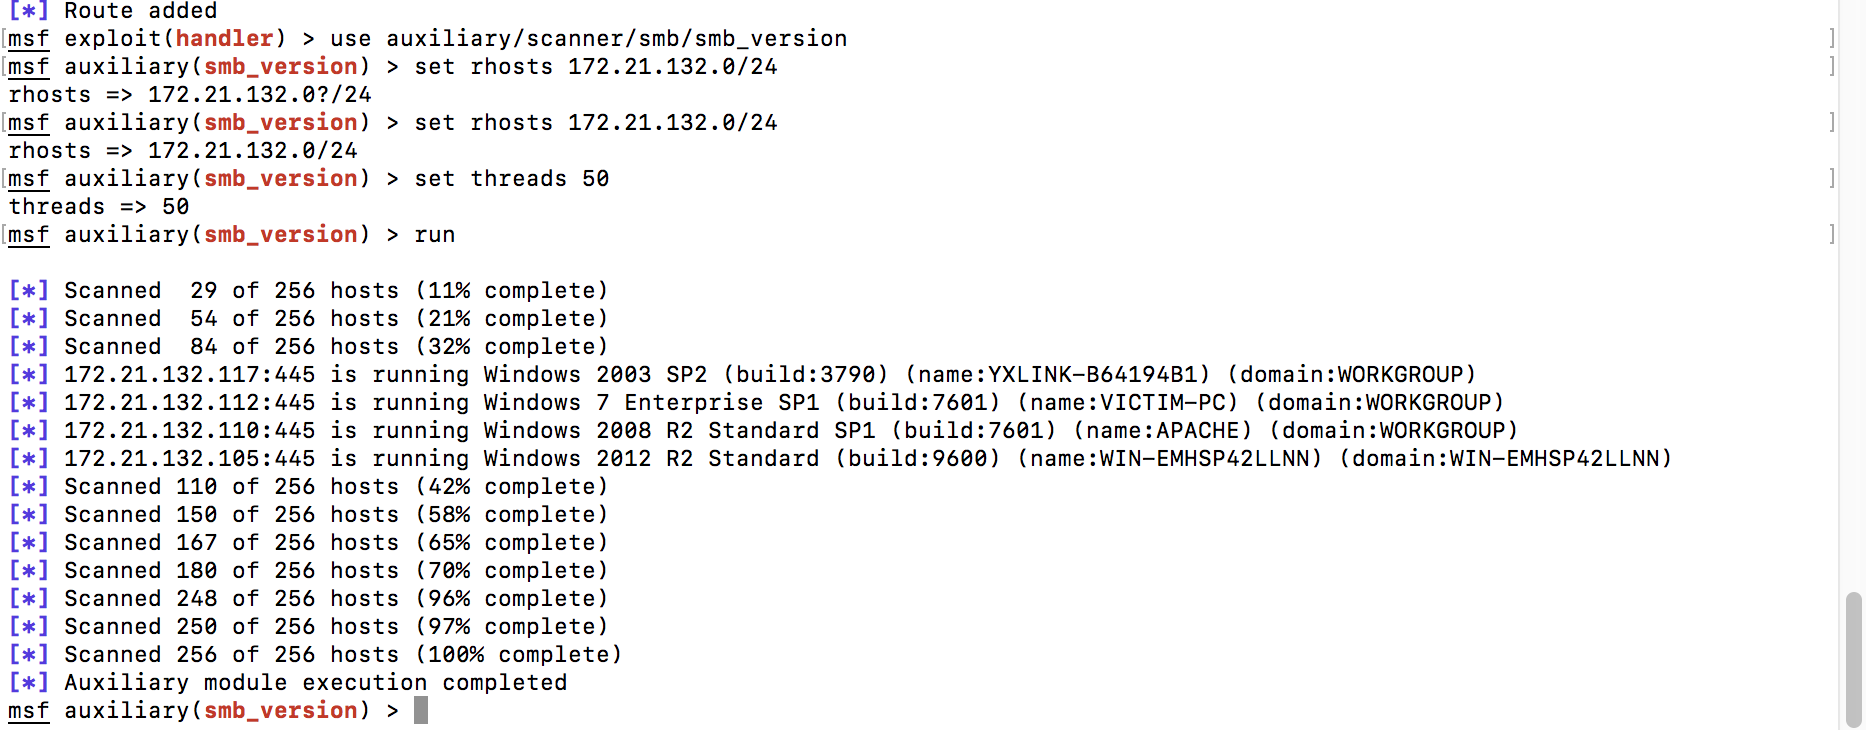 [*] Route added
[msf exploit(handler) > use auxiliary/scanner/smb/smb_version ]
[msf auxiliary(smb_version) > set rhosts 172.21.132.0/24 ]
rhosts => 172.21.132.0?/24
[msf auxiliary(smb_version) > set rhosts 172.21.132.0/24 ]
rhosts => 172.21.132.0/24
[msf auxiliary(smb_version) > set threads 50 ]
threads => 50
[msf auxiliary(smb_version) > run ]
[*] Scanned  29 of 256 hosts (11% complete)
[*] Scanned  54 of 256 hosts (21% complete)
[*] Scanned  84 of 256 hosts (32% complete)
[*] 172.21.132.117:445 is running Windows 2003 SP2 (build:3790) (name:YXLINK-B64194B1) (domain:WORKGROUP)
[*] 172.21.132.112:445 is running Windows 7 Enterprise SP1 (build:7601) (name:VICTIM-PC) (domain:WORKGROUP)
[*] 172.21.132.110:445 is running Windows 2008 R2 Standard SP1 (build:7601) (name:APACHE) (domain:WORKGROUP)
[*] 172.21.132.105:445 is running Windows 2012 R2 Standard (build:9600) (name:WIN-EMHSP42LLNN) (domain:WIN-EMHSP42LLNN)
[*] Scanned 110 of 256 hosts (42% complete)
[*] Scanned 150 of 256 hosts (58% complete)
[*] Scanned 167 of 256 hosts (65% complete)
[*] Scanned 180 of 256 hosts (70% complete)
[*] Scanned 248 of 256 hosts (96% complete)
[*] Scanned 250 of 256 hosts (97% complete)
[*] Scanned 256 of 256 hosts (100% complete)
[*] Auxiliary module execution completed
msf auxiliary(smb_version) >